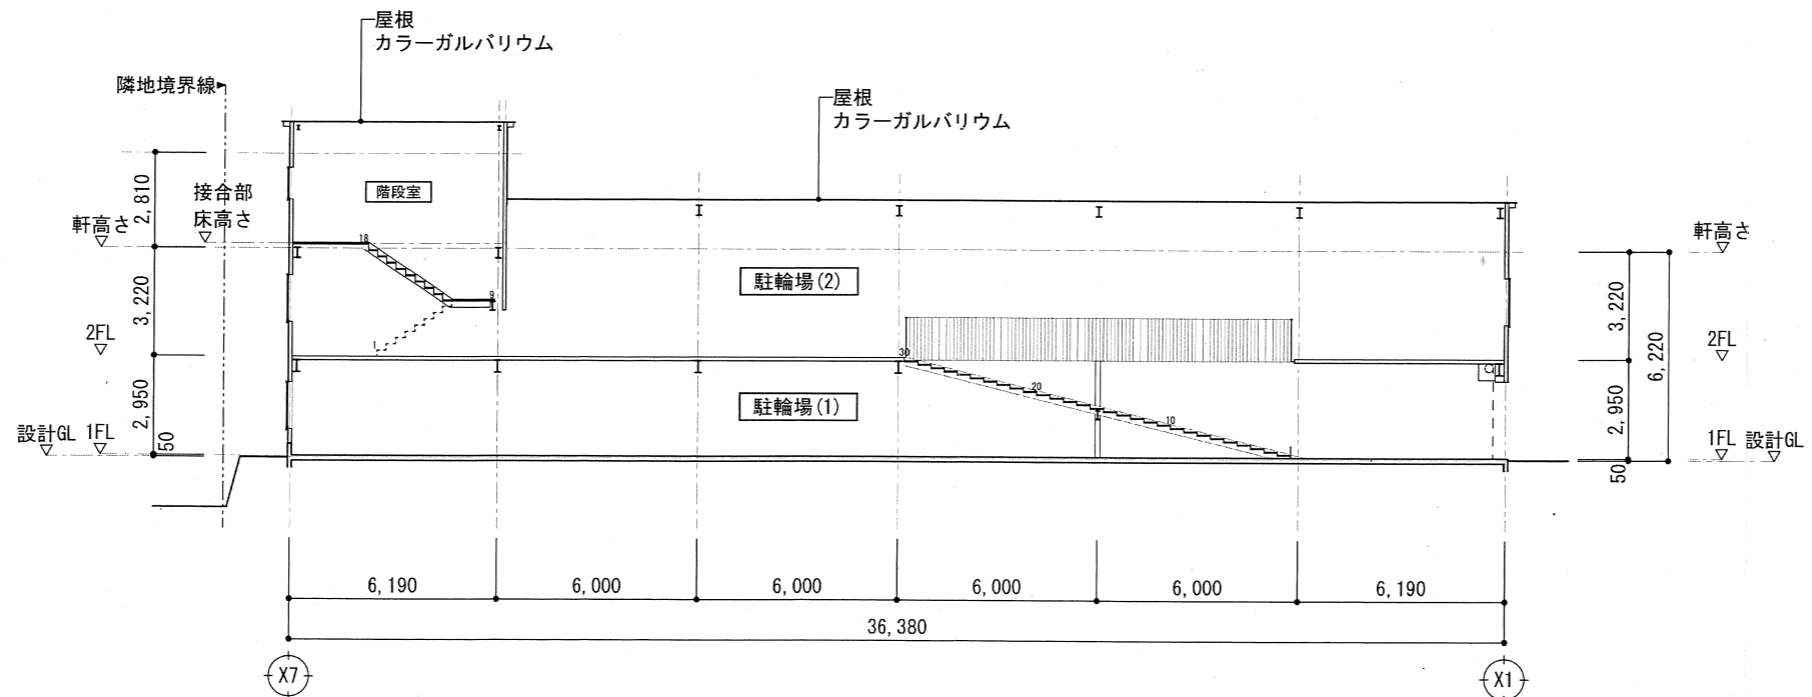 屋根
カラーガルバリウム
隣地境界線
屋根
カラーガルバリウム
階段室
接合部
床高さ
軒高さ
軒高さ
2,810
18
駐輪場(2)
9
3,220
3,220
6,220
2FL
2FL
1
30
20
10
駐輪場(1)
2,950
2,950
設計GL 1FL
50
1FL 設計GL
50
6,190
6,000
6,000
6,000
6,000
6,190
36,380
X7
X1